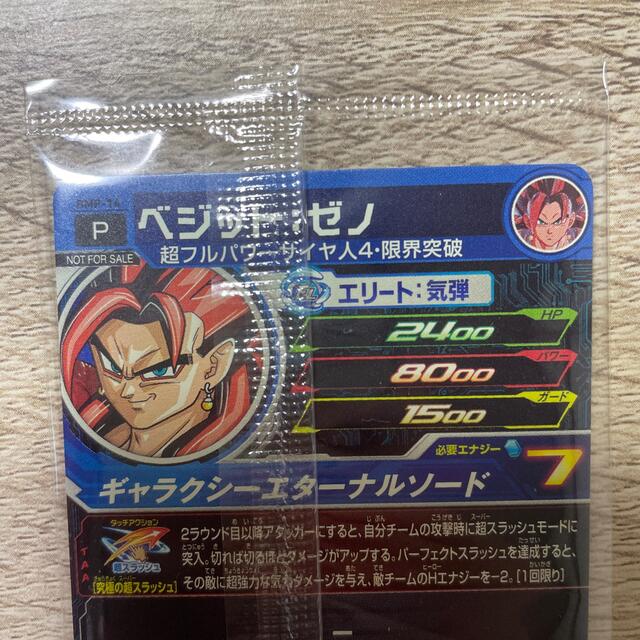 BMP-14
P
NOT FOR SALE
ベジット:ゼノ
超フルパワーサイヤ人4・限界突破
エリート:気弾
HP
2400
パワー
8000
ガード
1500
必要エナジー
7
ギャラクシーエターナルソード
タッチアクション
超スラッシュ
[究極の超スラッシュ]
TAA
2ラウンド目以降アタッカーにすると、自分チームの攻撃時に超スラッシュモードに
突入。切れば切るほどダメージがアップする。パーフェクトスラッシュを達成すると、
その敵に超強力な気力ダメージを与え、敵チームのHエナジーを-2。[1回限り]